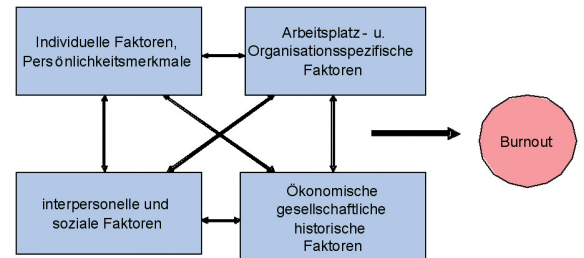 Individuelle Faktoren,
Persönlichkeitsmerkmale
Arbeitsplatz- u.
Organisationsspezifische
Faktoren
Burnout
interpersonelle und
soziale Faktoren
Ökonomische
gesellschaftliche
historische
Faktoren